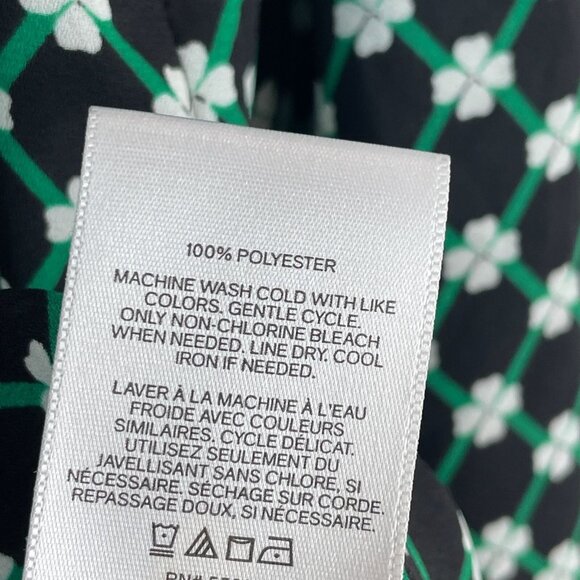 100% POLYESTER
MACHINE WASH COLD WITH LIKE
COLORS. GENTLE CYCLE.
ONLY NON-CHLORINE BLEACH
WHEN NEEDED. LINE DRY. COOL
IRON IF NEEDED.
LAVER À LA MACHINE À L'EAU
FROIDE AVEC COULEURS
SIMILAIRES. CYCLE DÉLICAT.
UTILISEZ SEULEMENT DU
JAVELLISANT SANS CHLORE, SI
NÉCESSAIRE. SÉCHAGE SUR CORDE.
REPASSAGE DOUX, SI NÉCESSAIRE.
RN#